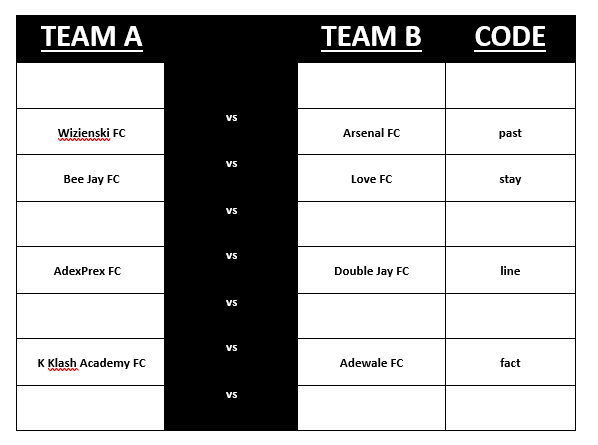 TEAM A TEAM B CODE
vs
Wizienski FC Arsenal FC past
vs
Bee Jay FC Love FC stay
vs
vs
AdexPrex FC Double Jay FC line
vs
vs
K Klash Academy FC Adewale FC fact
vs